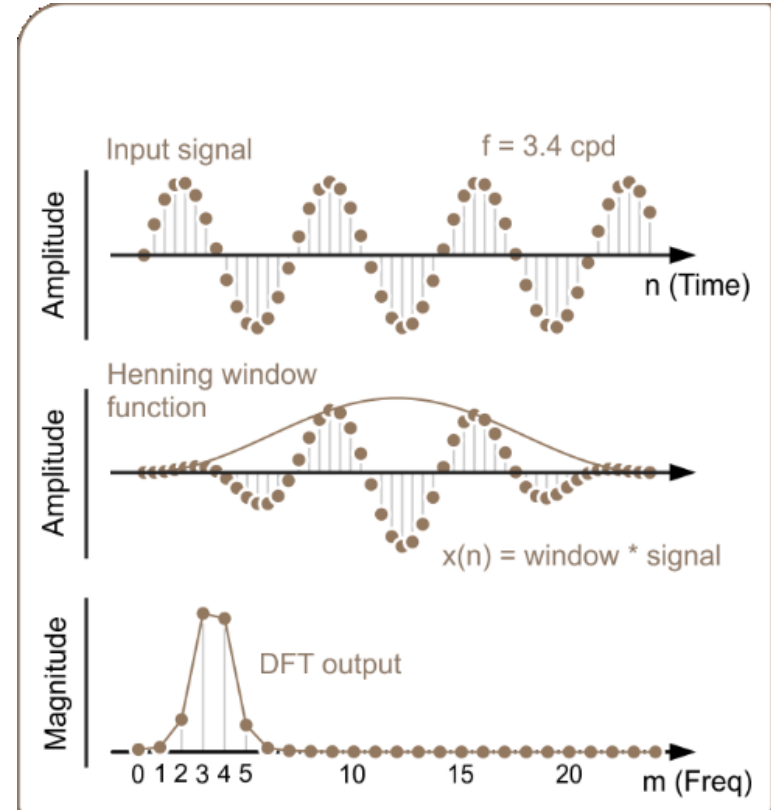 Input signal
f = 3.4 cpd
Amplitude
n (Time)
Henning window
function
Amplitude
x(n) = window * signal
Magnitude
DFT output
0 1 2 3 4 5 10 15 20
m (Freq)